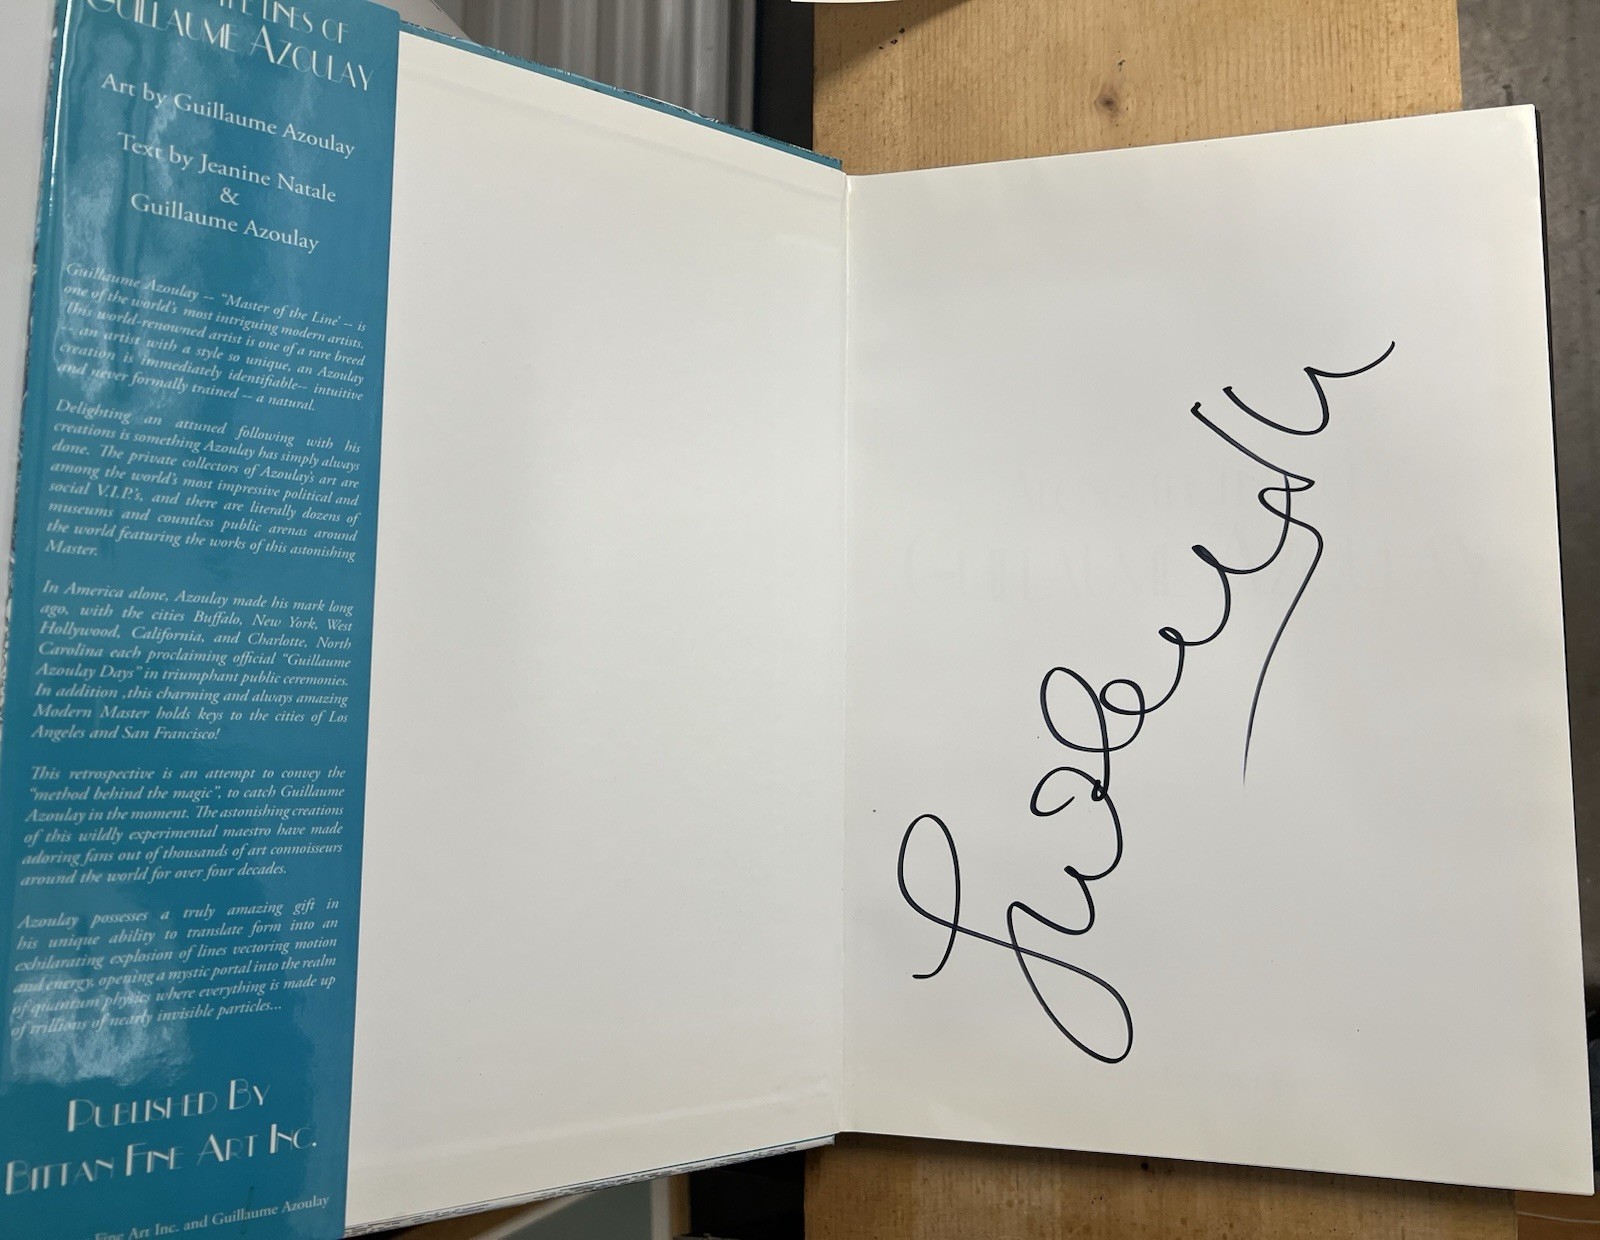 THE LINES OF
GUILLAUME AZOULAY
Art by Guillaume Azoulay
Text by Jeanine Natale
&
Guillaume Azoulay
Guillaume Azoulay -- "Master of the Line' -- is
one of the world's most intriguing modern artists.
This world-renowned artist is one of a rare breed
-- an artist with a style so unique, an Azoulay
creation is immediately identifiable-- intuitive
and never formally trained -- a natural.
Delighting an attuned following with his
creations is something Azoulay has simply always
done. The private collectors of Azoulay's art are
among the world's most impressive political and
social V.I.P.'s, and there are literally dozens of
museums and countless public arenas around
the world featuring the works of this astonishing
Master.
In America alone, Azoulay made his mark long
ago, with the cities Buffalo, New York, West
Hollywood, California, and Charlotte, North
Carolina each proclaiming official "Guillaume
Azoulay Days" in triumphant public ceremonies.
In addition ,this charming and always amazing
Modern Master holds keys to the cities of Los
Angeles and San Francisco!
This retrospective is an attempt to convey the
"method behind the magic", to catch Guillaume
Azoulay in the moment. The astonishing creations
of this wildly experimental maestro have made
adoring fans out of thousands of art connoisseurs
around the world for over four decades.
Azoulay possesses a truly amazing gift in
his unique ability to translate form into an
exhilarating explosion of lines vectoring motion
and energy, opening a mystic portal into the realm
of quantum physics where everything is made up
of trillions of nearly invisible particles...
PUBLISHED BY
BITTAN FINE ART INC.
Fine Art Inc. and Guillaume Azoulay